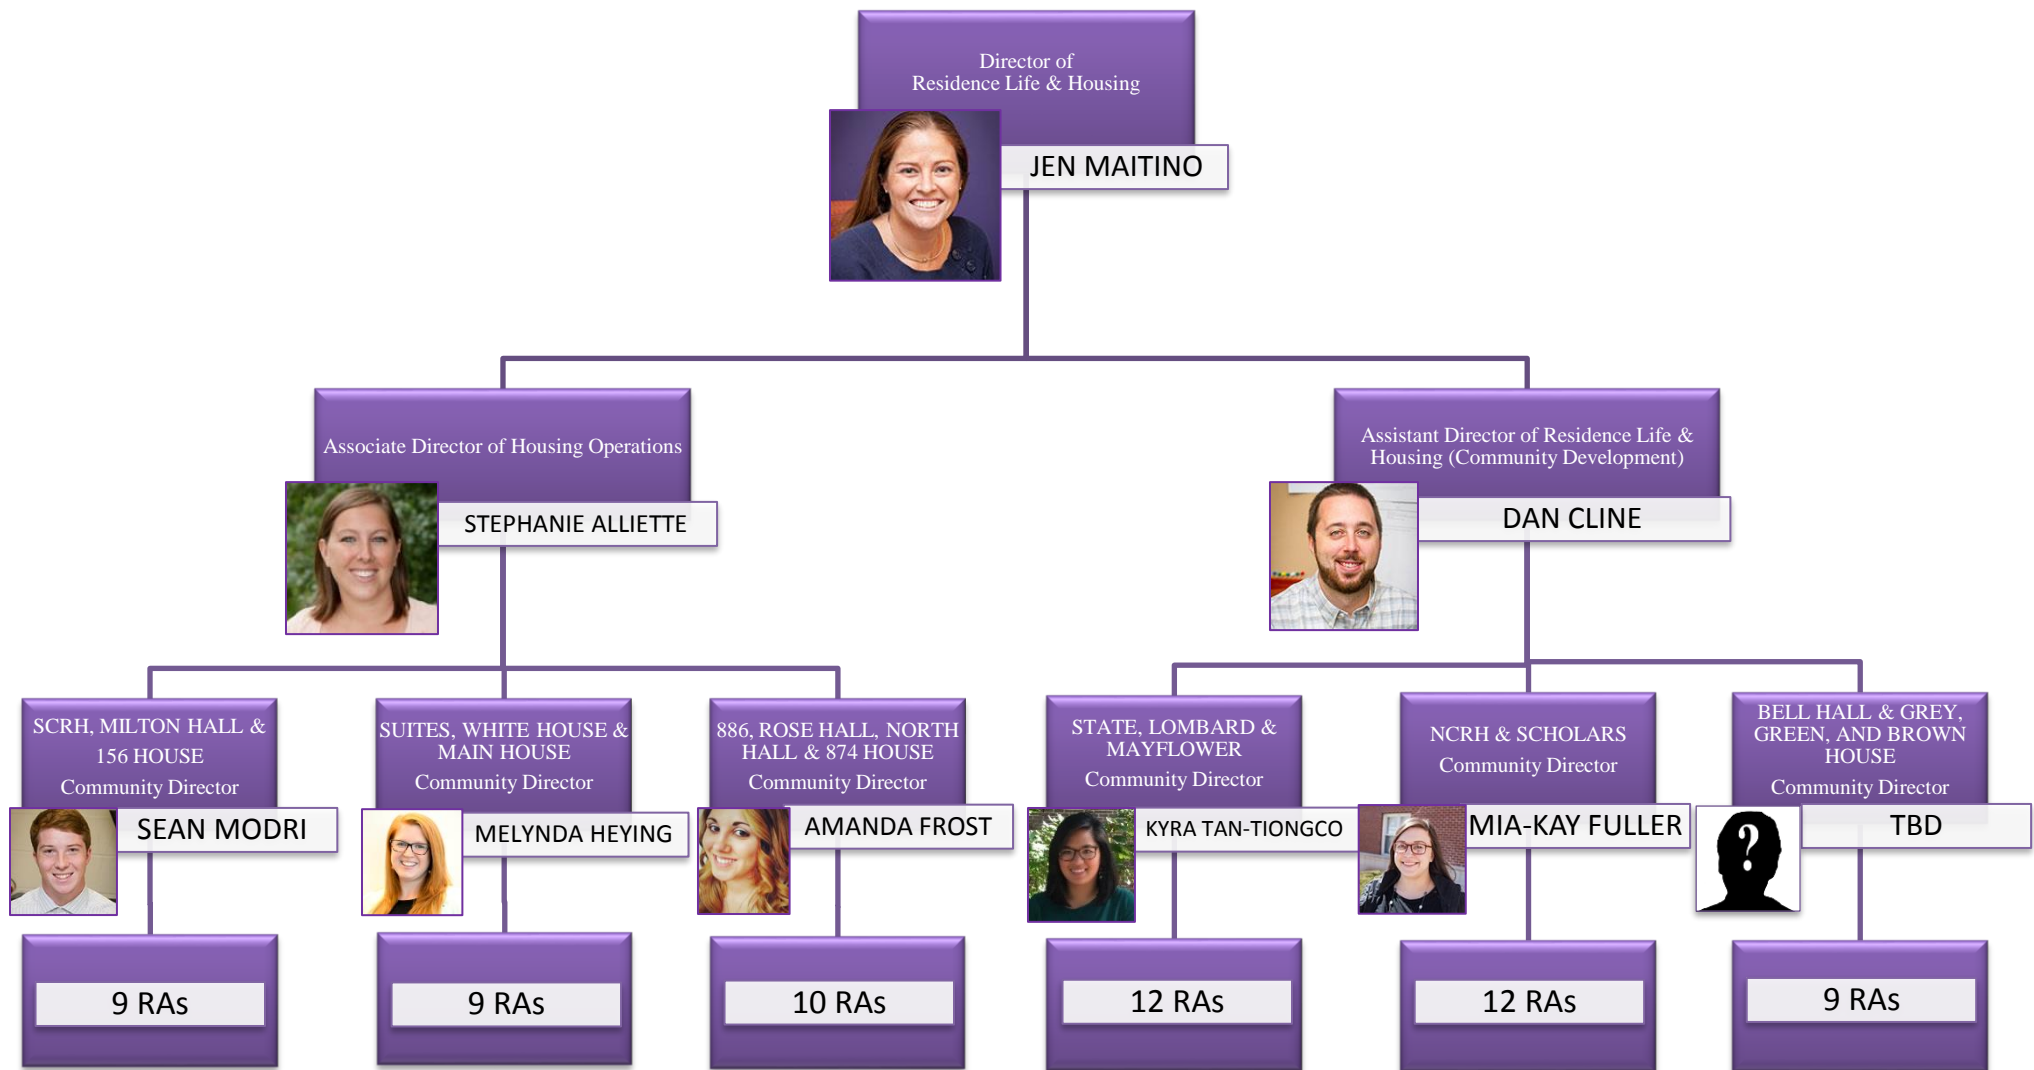 Director of
Residence Life & Housing
JEN MAITINO
Associate Director of Housing Operations
STEPHANIE ALLIETTE
Assistant Director of Residence Life &
Housing (Community Development)
DAN CLINE
SCRH, MILTON HALL &
156 HOUSE
Community Director
SEAN MODRI
SUITES, WHITE HOUSE &
MAIN HOUSE
Community Director
MELYNDA HEYING
886, ROSE HALL, NORTH
HALL & 874 HOUSE
Community Director
AMANDA FROST
STATE, LOMBARD &
MAYFLOWER
Community Director
KYRA TAN-TIONGCO
NCRH & SCHOLARS
Community Director
MIA-KAY FULLER
BELL HALL & GREY,
GREEN, AND BROWN
HOUSE
Community Director
?
TBD
9 RAs
9 RAs
10 RAs
12 RAs
12 RAs
9 RAs